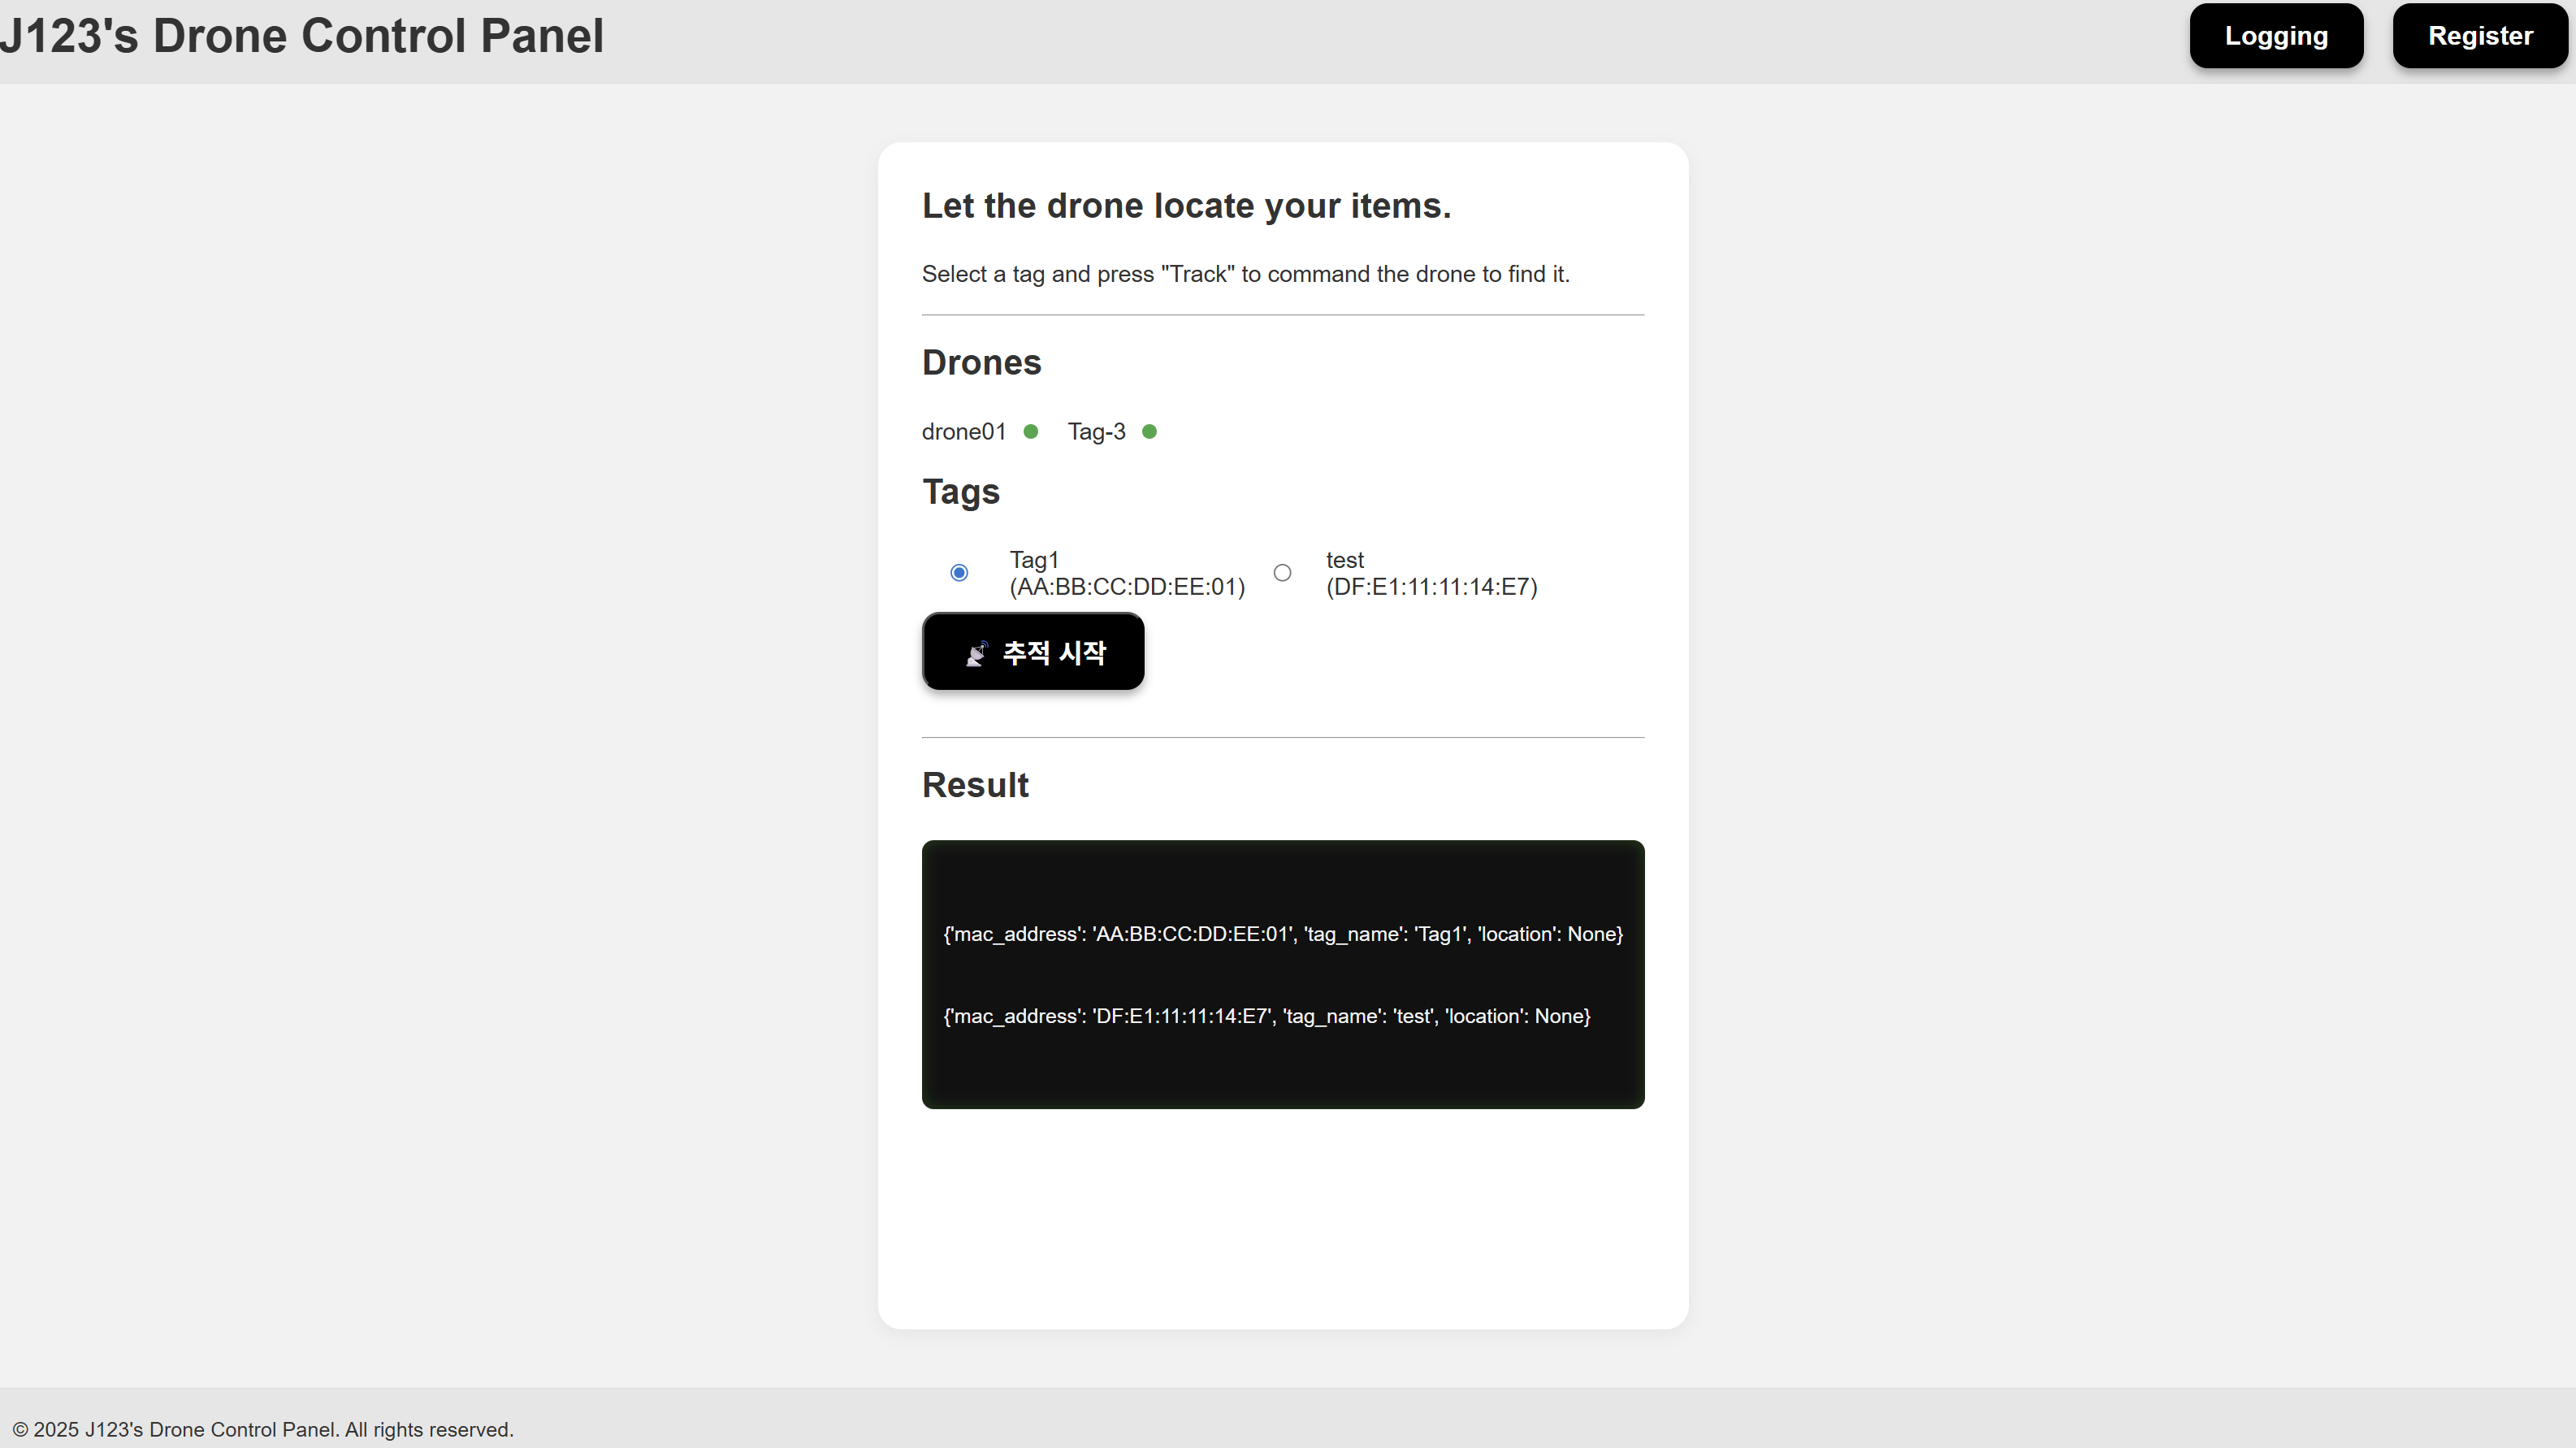 J123's Drone Control Panel
Logging
Register
Let the drone locate your items.
Select a tag and press "Track" to command the drone to find it.
Drones
drone01
Tag-3
Tags
Tag1
(AA:BB:CC:DD:EE:01)
test
(DF:E1:11:11:14:E7)
추적 시작
Result
{'mac_address': 'AA:BB:CC:DD:EE:01', 'tag_name': 'Tag1', 'location': None}
{'mac_address': 'DF:E1:11:11:14:E7', 'tag_name': 'test', 'location': None}
© 2025 J123's Drone Control Panel. All rights reserved.